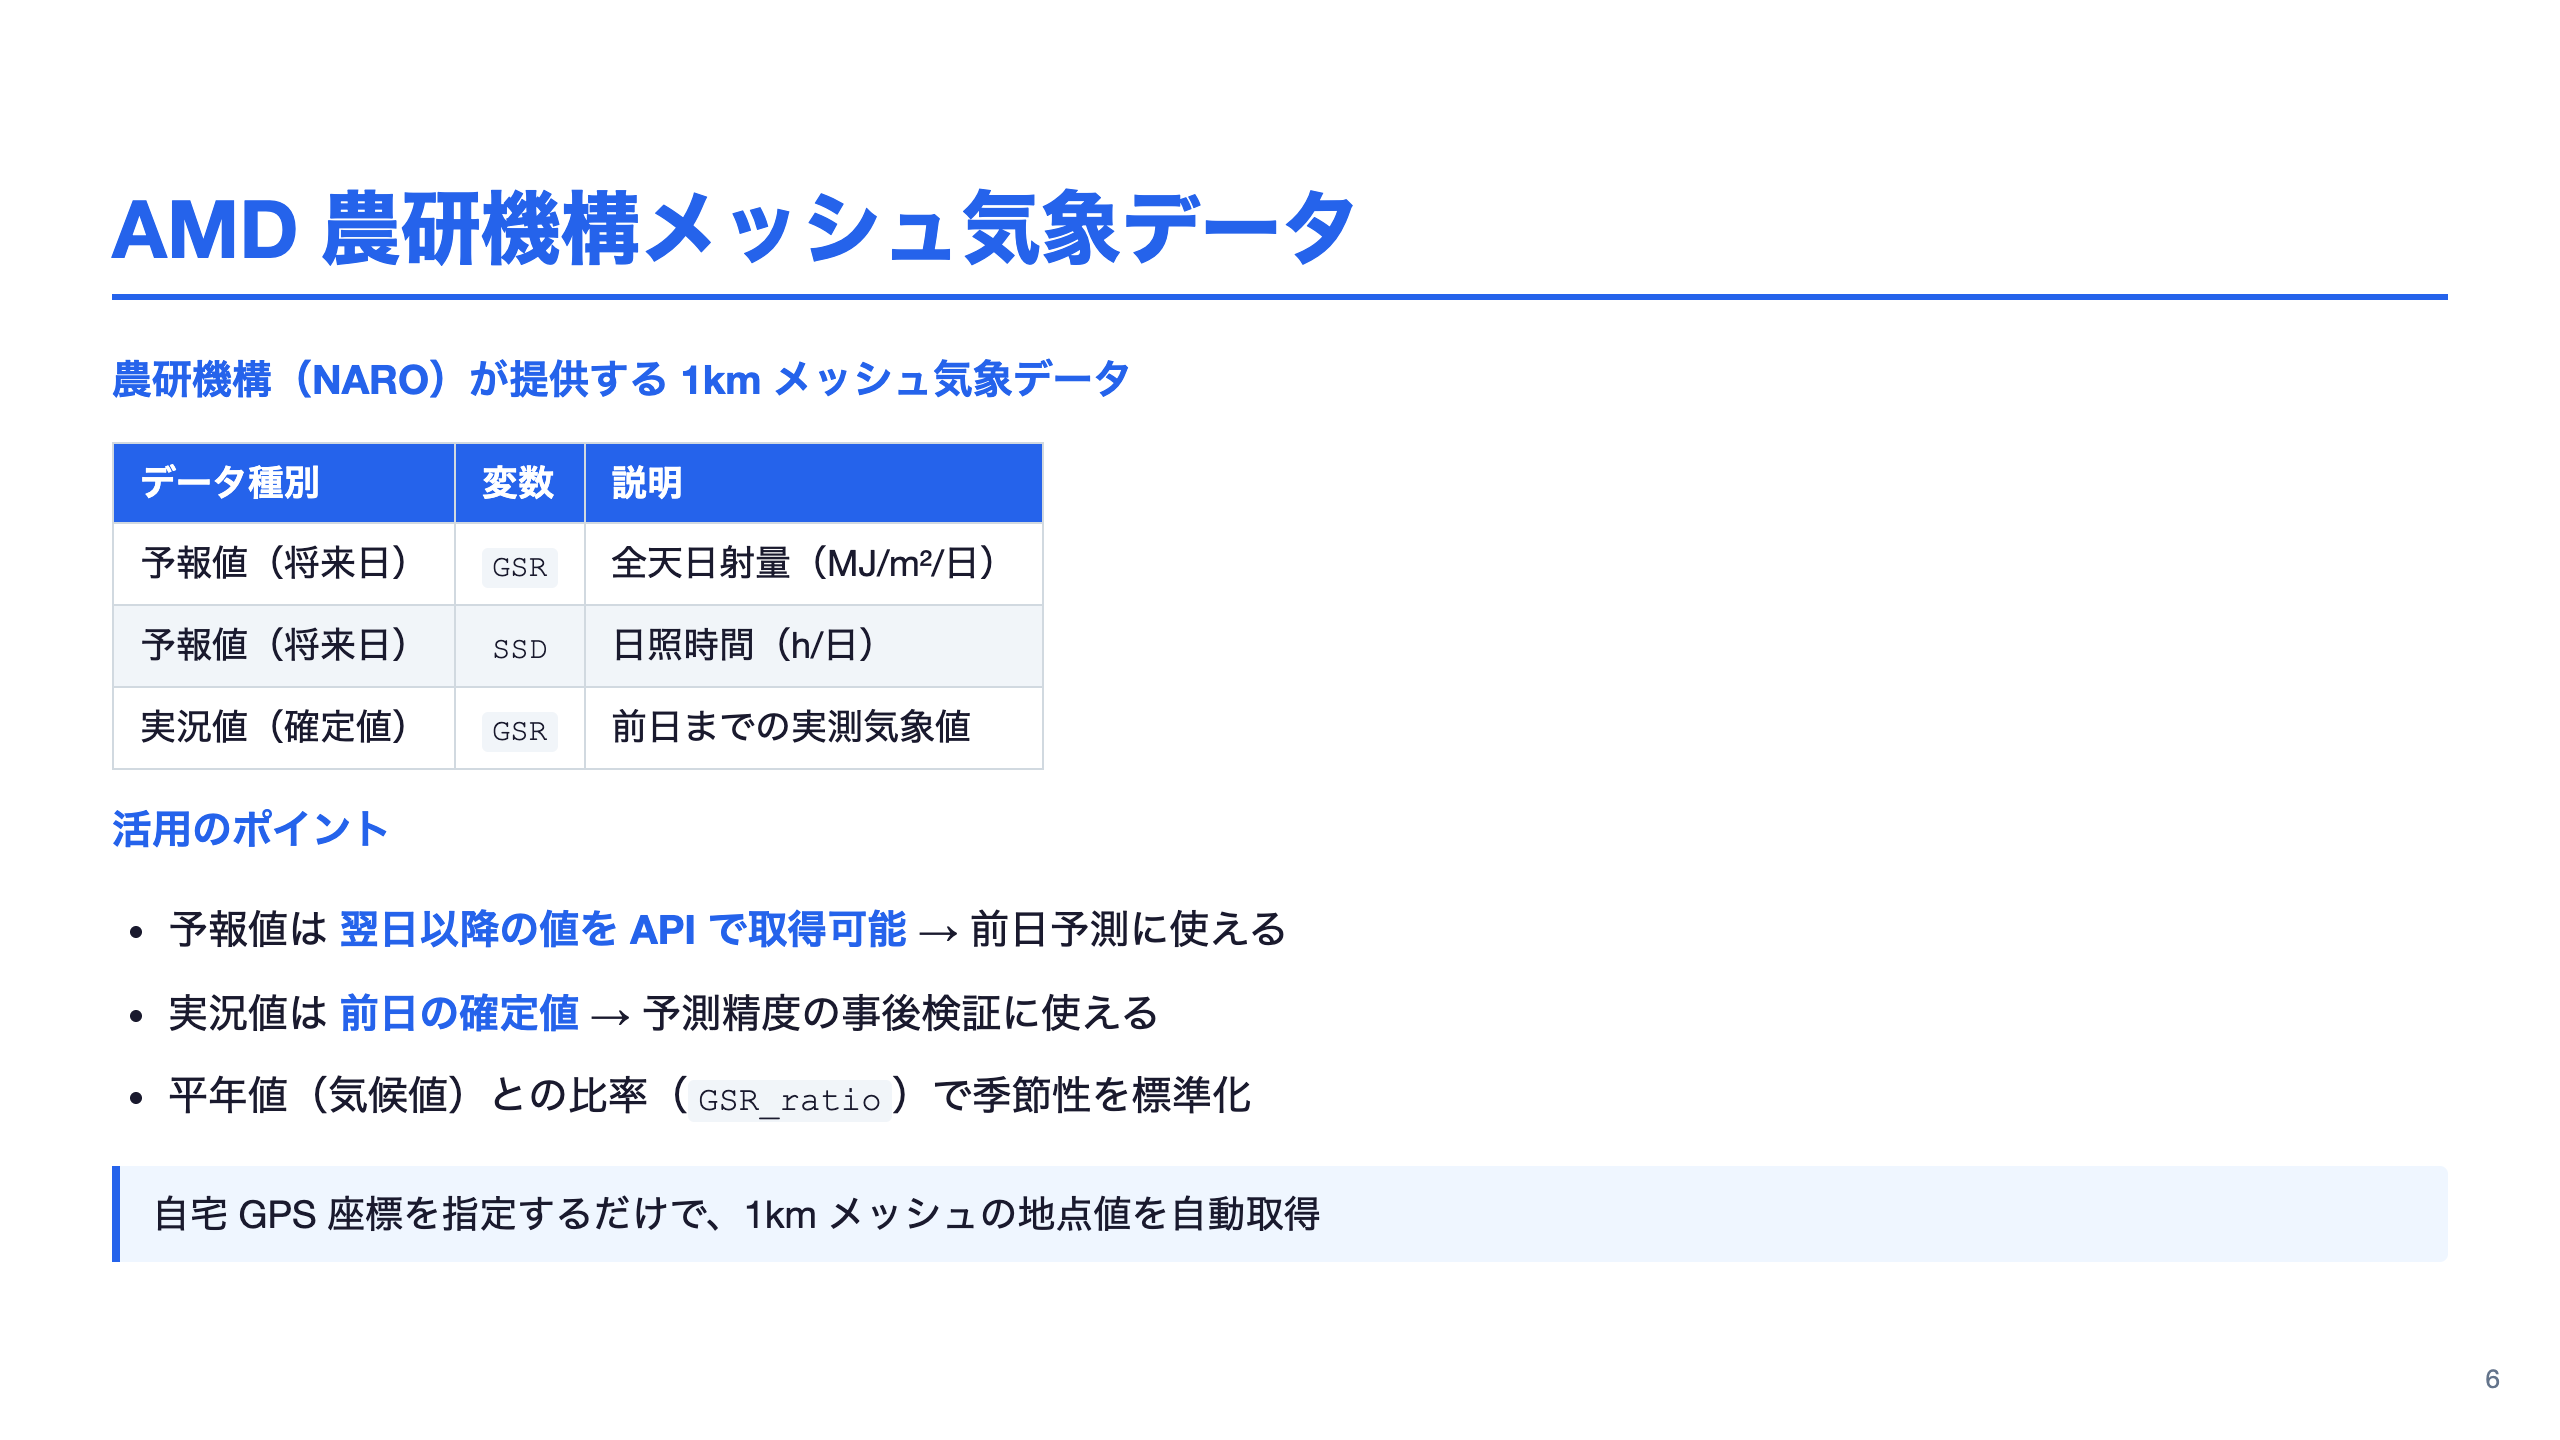 AMD 農研機構メッシュ気象データ
農研機構（NARO）が提供する 1km メッシュ気象データ
データ種別 変数 説明
予報値（将来日） GSR 全天日射量（MJ/m²/日）
予報値（将来日） SSD 日照時間（h/日）
実況値（確定値） GSR 前日までの実測気象値
活用のポイント
• 予報値は 翌日以降の値を API で取得可能 → 前日予測に使える
• 実況値は 前日の確定値 → 予測精度の事後検証に使える
• 平年値（気候値）との比率（GSR_ratio）で季節性を標準化
自宅 GPS 座標を指定するだけで、1km メッシュの地点値を自動取得
6